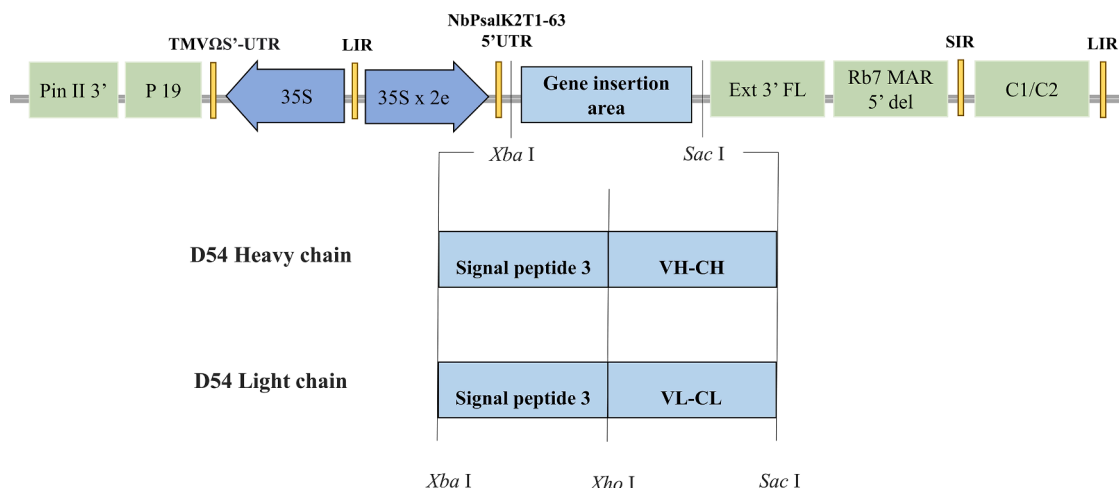 NbPsalK2T1-63
TMVΩS’-UTR
LIR
5’UTR
SIR
LIR
Pin II 3’
P 19
35S
35S x 2e
Gene insertion
area
Ext 3’ FL
Rb7 MAR
5’ del
C1/C2
Xba I
Sac I
D54 Heavy chain
Signal peptide 3
VH-CH
D54 Light chain
Signal peptide 3
VL-CL
Xba I
Xho I
Sac I